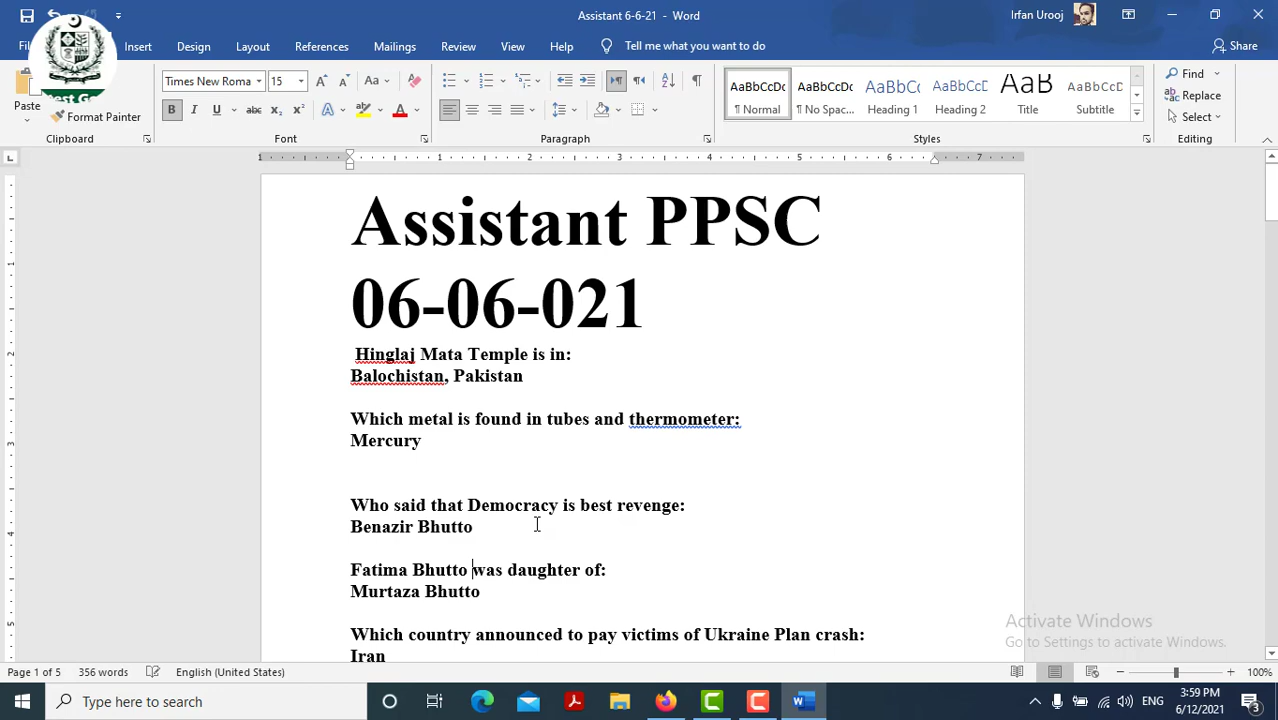 Assistant 6-6-21 - Word
Irfan Urooj
Insert Design Layout References Mailings Review View Help Tell me what you want to do Share
Paste
Format Painter
Clipboard
Times New Roma 15
Font
Paragraph
AaBbCcI AaBbCcI AaBbC AaBbCc AaB AaBbCc
¶ Normal ¶ No Spac... Heading 1 Heading 2 Title Subtitle
Styles
Find
Replace
Select
Editing
Assistant PPSC
06-06-021
Hinglaj Mata Temple is in:
Balochistan, Pakistan
Which metal is found in tubes and thermometer:
Mercury
Who said that Democracy is best revenge:
Benazir Bhutto
Fatima Bhutto was daughter of:
Murtaza Bhutto
Which country announced to pay victims of Ukraine Plan crash:
Iran
Activate Windows
Go to Settings to activate Windows.
Page 1 of 5 356 words English (United States) 100%
Type here to search
ENG
3:59 PM
6/12/2021